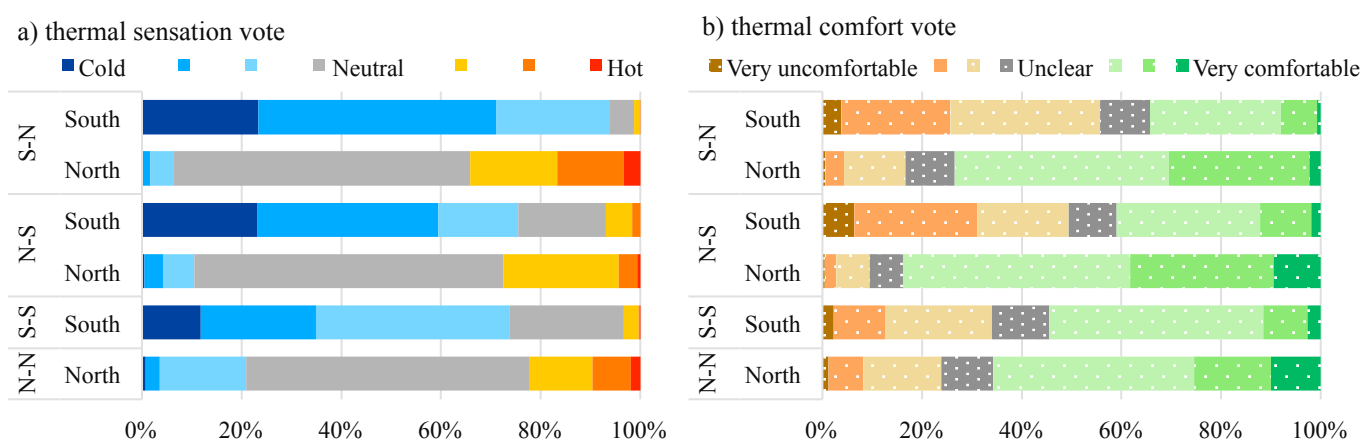 a) thermal sensation vote
Cold Neutral Hot
S-N
South
North
N-S
South
North
S-S
South
N-N
North
0% 20% 40% 60% 80% 100%
b) thermal comfort vote
Very uncomfortable Unclear Very comfortable
S-N
South
North
N-S
South
North
S-S
South
N-N
North
0% 20% 40% 60% 80% 100%